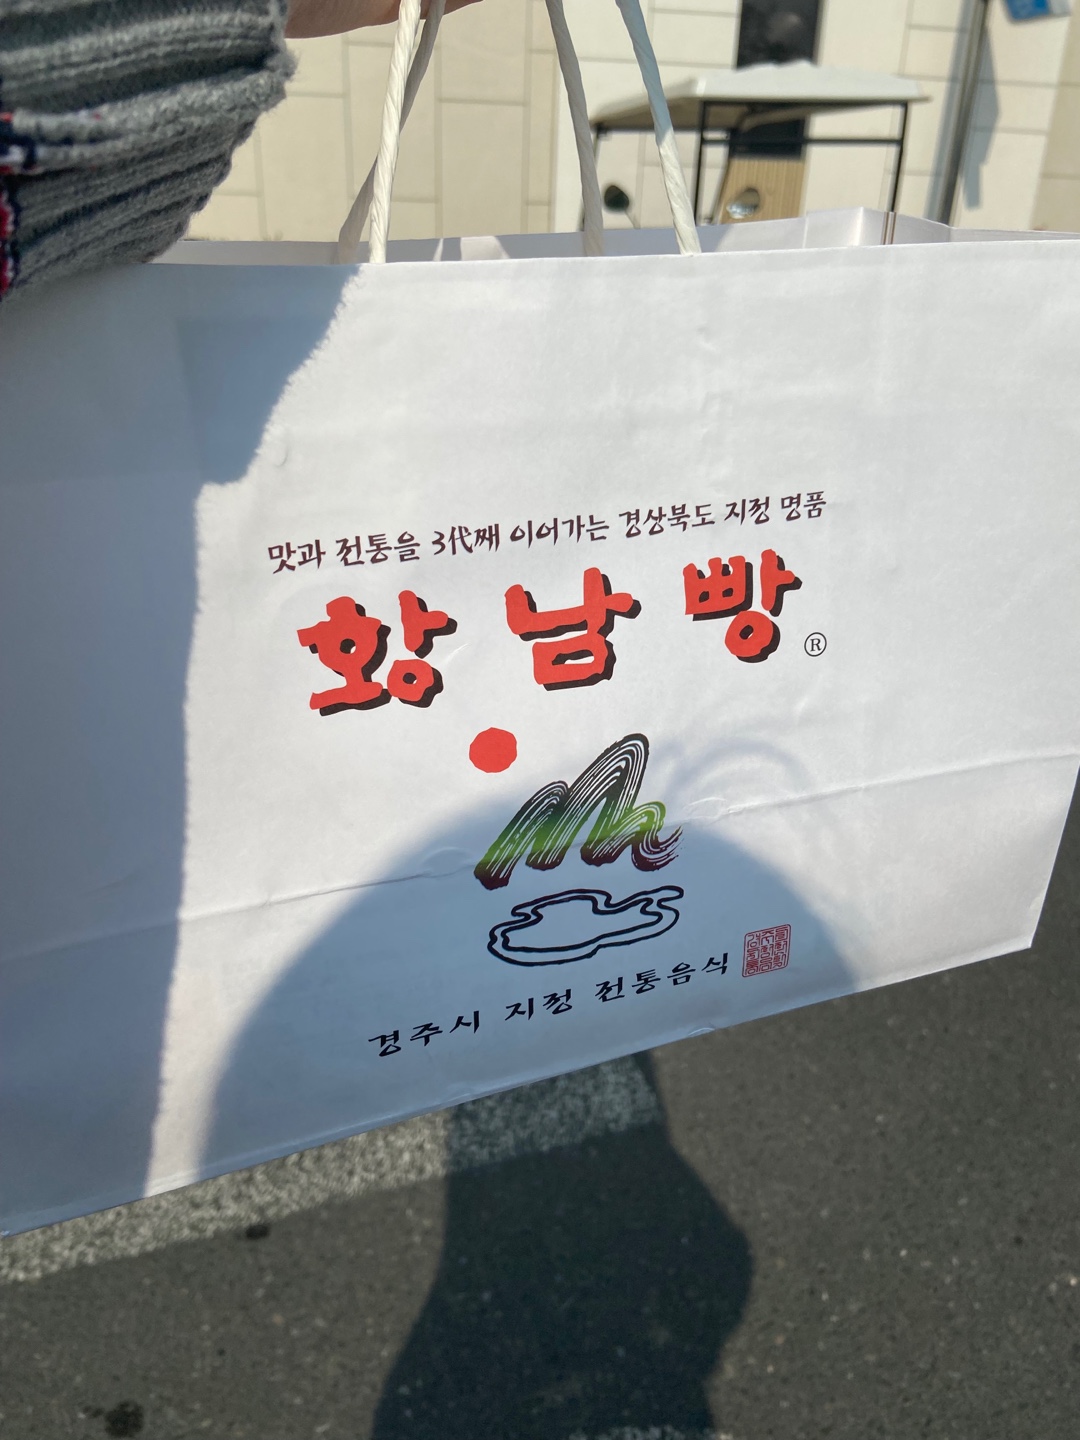 맛과 전통을 3代째 이어가는 경상북도 지정 명품
황남빵®
경주시 지정 전통음식